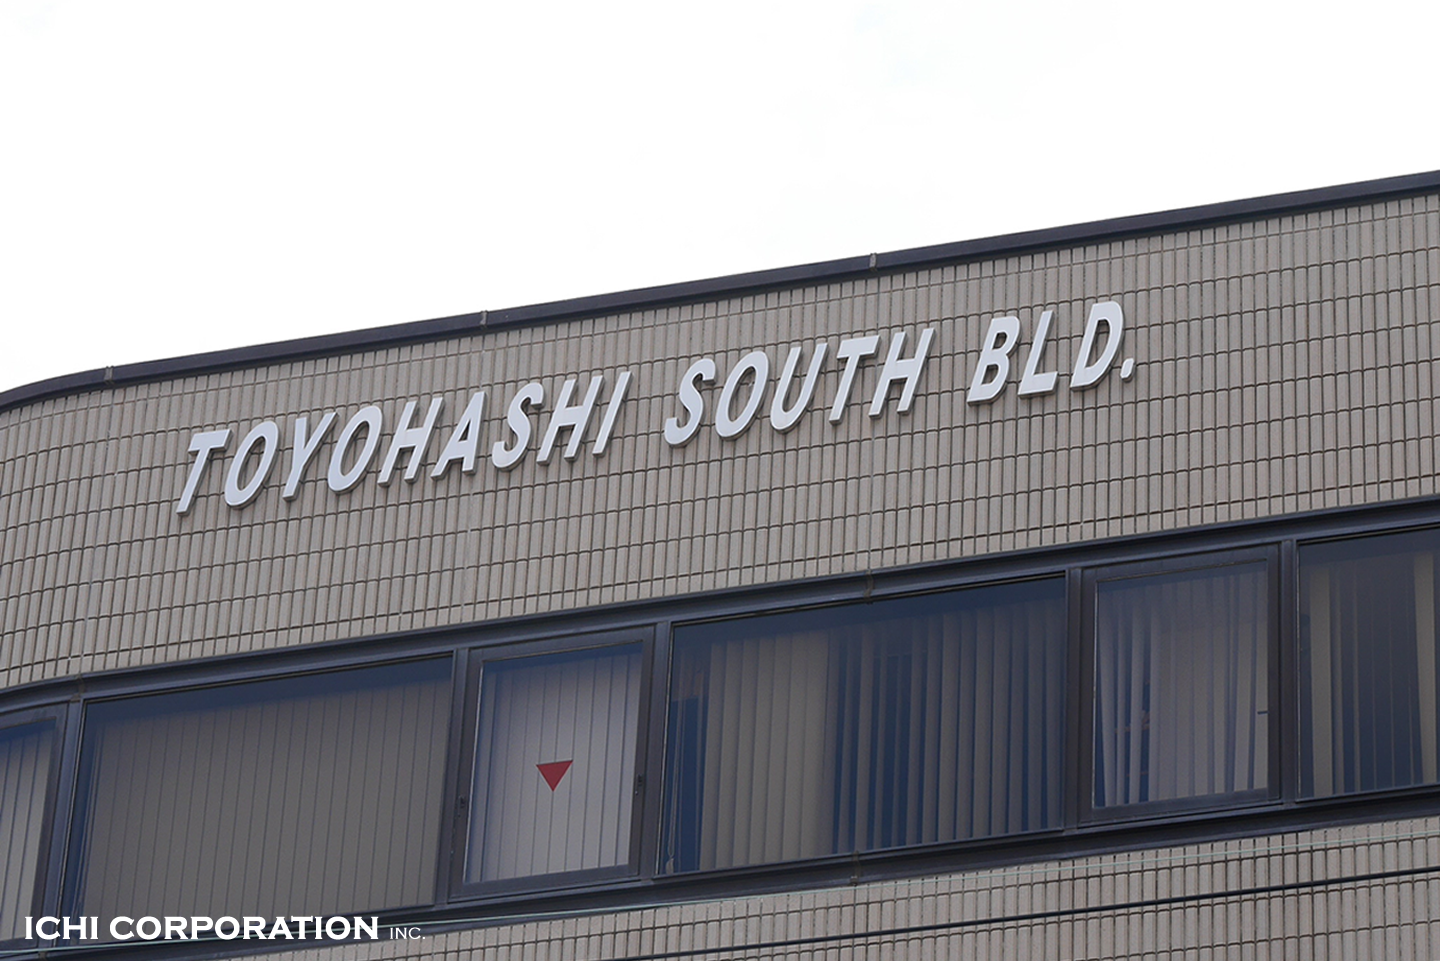 TOYOHASHI SOUTH BLD.
ICHI CORPORATION INC.